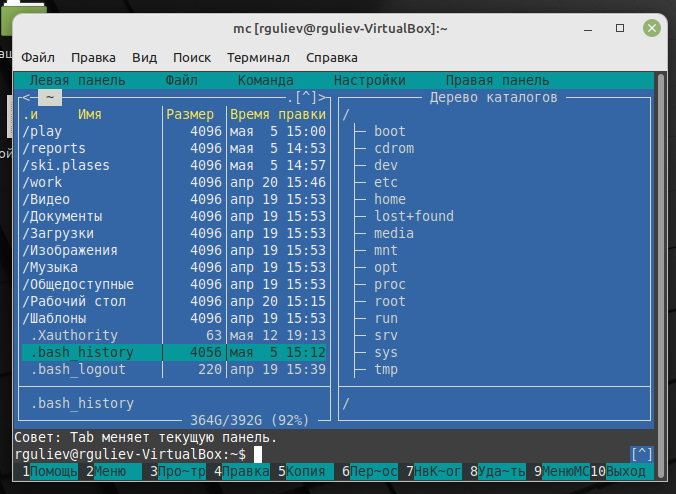 mc [rguliev@rguliev-VirtualBox]:~
Файл Правка Вид Поиск Терминал Справка
Левая панель Файл Команда Настройки Правая панель
<─ ~ ─.[^]> Дерево каталогов
.и Имя Размер Время правки /
/play 4096 мая 5 15:00 boot
/reports 4096 мая 5 14:53 cdrom
/ski.plases 4096 мая 5 14:57 dev
/work 4096 апр 20 15:46 etc
/Видео 4096 апр 19 15:53 home
/Документы 4096 апр 19 15:53 lost+found
/Загрузки 4096 апр 19 15:53 media
/Изображения 4096 апр 19 15:53 mnt
/Музыка 4096 апр 19 15:53 opt
/Общедоступные 4096 апр 19 15:53 proc
/Рабочий стол 4096 апр 20 15:15 root
/Шаблоны 4096 апр 19 15:53 run
.Xauthority 63 мая 12 19:13 srv
.bash_history 4056 мая 5 15:12 sys
.bash_logout 220 апр 19 15:39 tmp
.bash_history /
364G/392G (92%)
Совет: Tab меняет текущую панель.
rguliev@rguliev-VirtualBox:~$ [^]
1Помощь 2Меню 3Про~тр 4Правка 5Копия 6Пер~ос 7НвК~ог 8Уда~ть 9МенюMC 10Выход